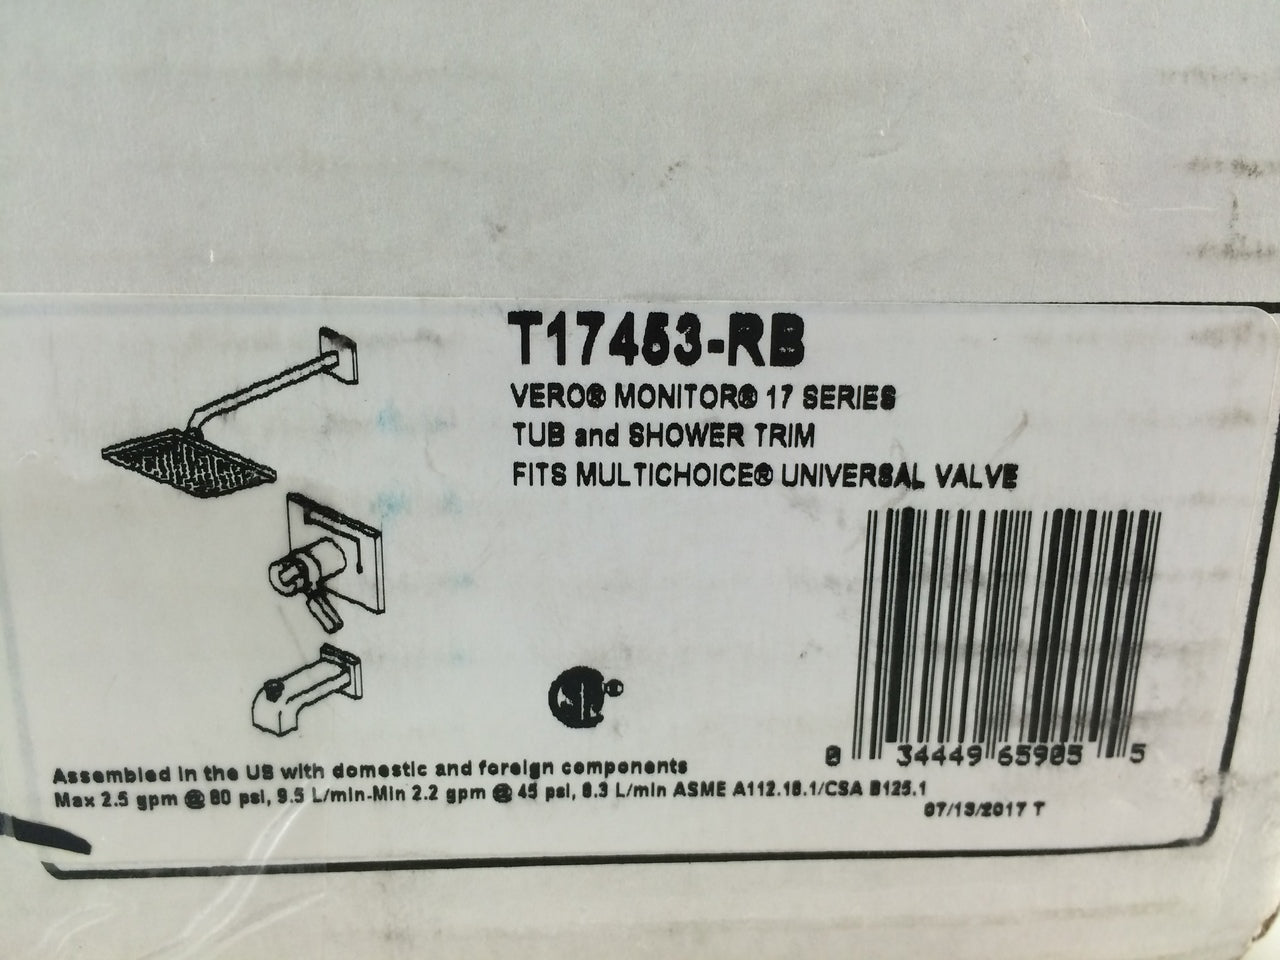 T17453-RB
VERO® MONITOR® 17 SERIES
TUB and SHOWER TRIM
FITS MULTICHOICE® UNIVERSAL VALVE
0 34449 65905 5
Assembled in the US with domestic and foreign components
Max 2.5 gpm @ 80 psi, 9.5 L/min-Min 2.2 gpm @ 45 psi, 8.3 L/min ASME A112.18.1/CSA B125.1
07/13/2017 T